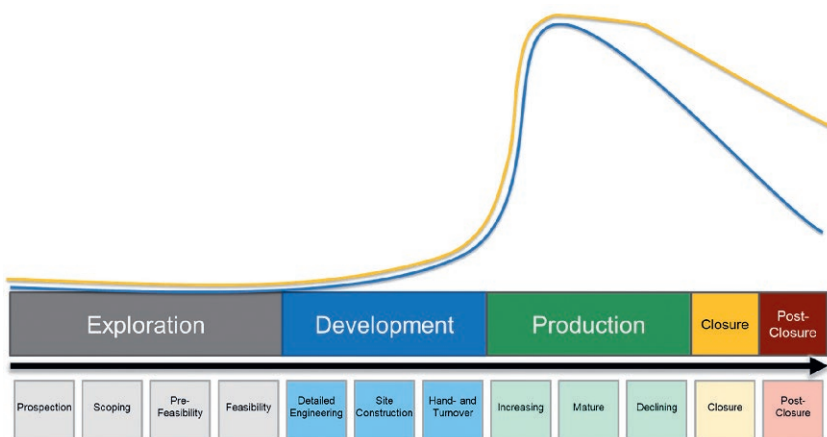 Exploration
Development
Production
Closure
Post-
Closure
Prospection
Scoping
Pre-
Feasibility
Feasibility
Detailed
Engineering
Site
Construction
Hand- and
Turnover
Increasing
Mature
Declining
Closure
Post-
Closure